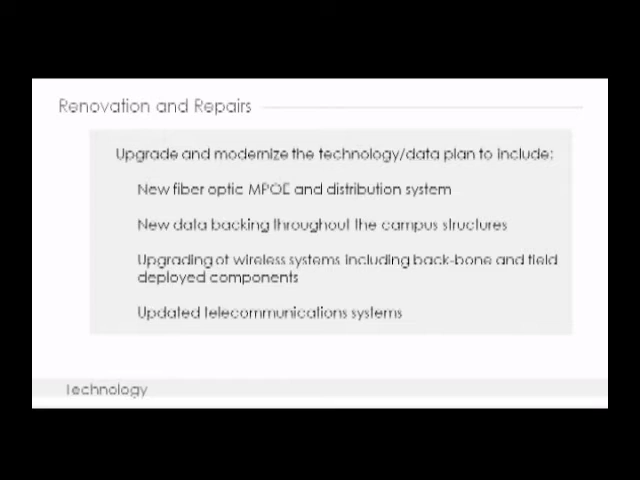 Renovation and Repairs
Upgrade and modernize the technology/data plan to include:
New fiber optic MPOE and distribution system
New data backing throughout the campus structures
Upgrading of wireless systems including back-bone and field
deployed components
Updated telecommunications systems
Technology